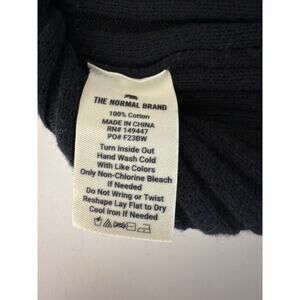 THE NORMAL BRAND
100% Cotton
MADE IN CHINA
RN# 149447
PO# F23BW
Turn Inside Out
Hand Wash Cold
With Like Colors
Only Non-Chlorine Bleach
If Needed
Do Not Wring or Twist
Reshape Lay Flat to Dry
Cool Iron If Needed